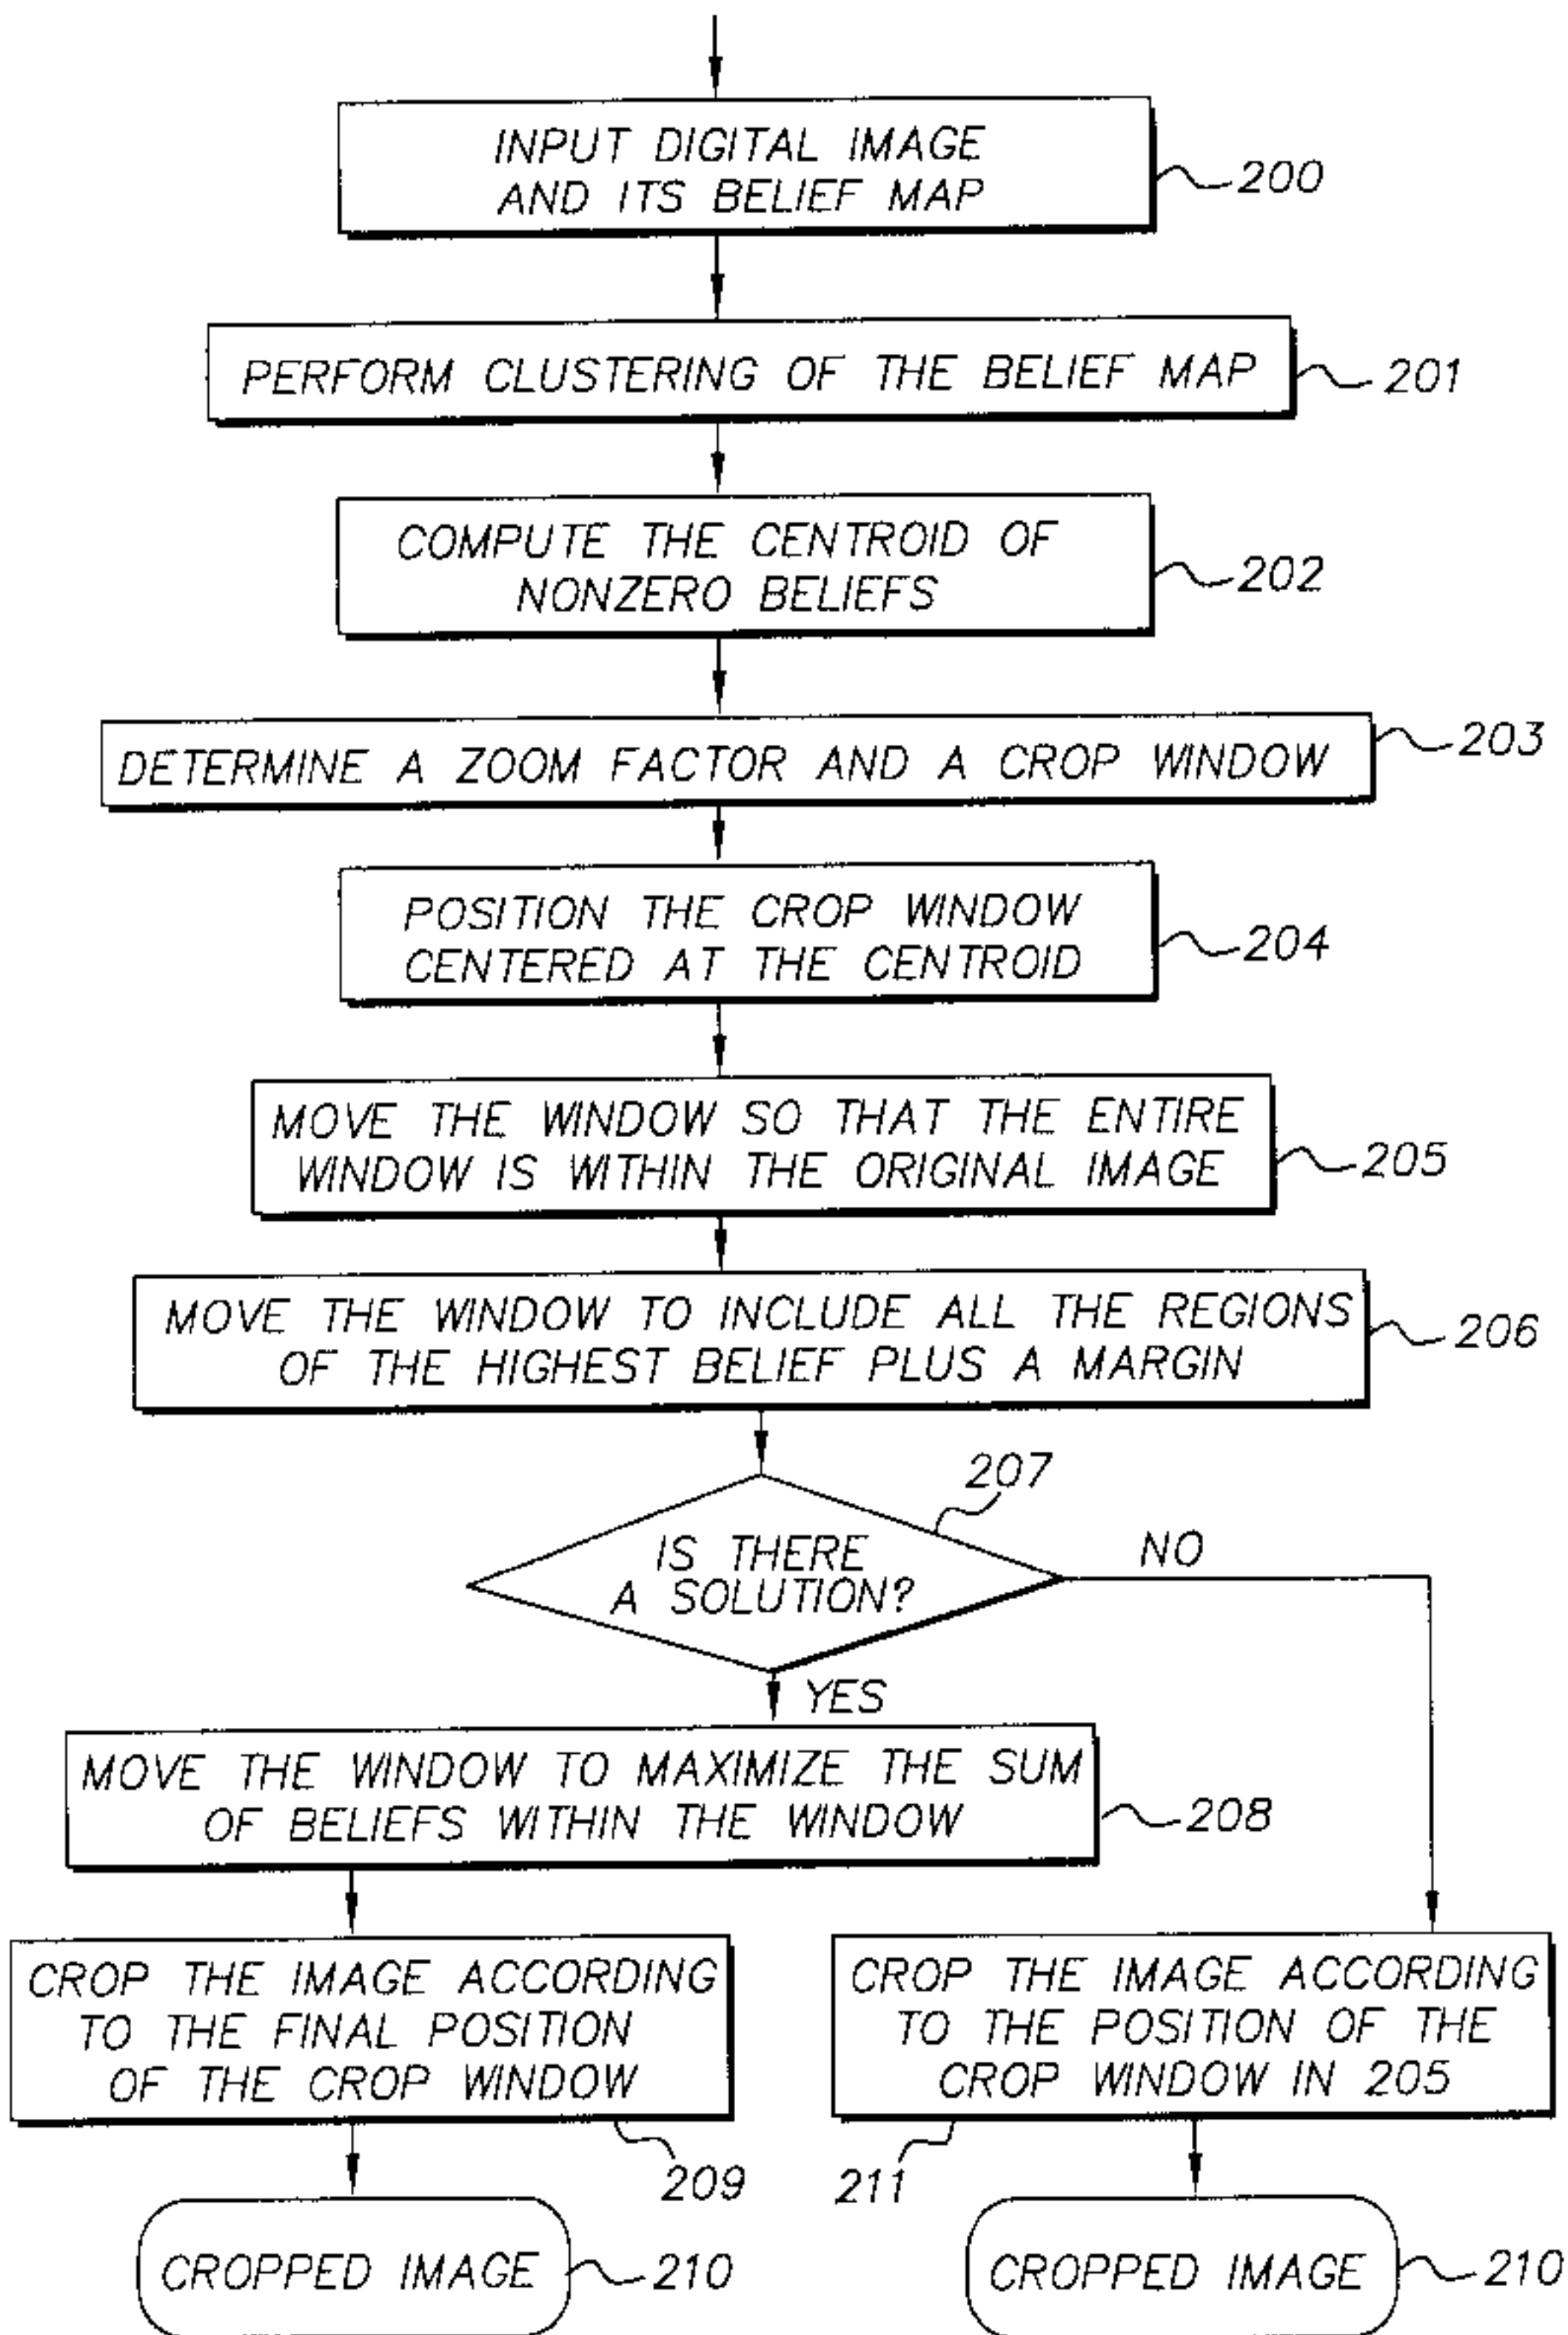 INPUT DIGITAL IMAGE
AND ITS BELIEF MAP
200
PERFORM CLUSTERING OF THE BELIEF MAP
201
COMPUTE THE CENTROID OF
NONZERO BELIEFS
202
DETERMINE A ZOOM FACTOR AND A CROP WINDOW
203
POSITION THE CROP WINDOW
CENTERED AT THE CENTROID
204
MOVE THE WINDOW SO THAT THE ENTIRE
WINDOW IS WITHIN THE ORIGINAL IMAGE
205
MOVE THE WINDOW TO INCLUDE ALL THE REGIONS
OF THE HIGHEST BELIEF PLUS A MARGIN
206
207
IS THERE
A SOLUTION?
NO
YES
MOVE THE WINDOW TO MAXIMIZE THE SUM
OF BELIEFS WITHIN THE WINDOW
208
CROP THE IMAGE ACCORDING
TO THE FINAL POSITION
OF THE CROP WINDOW
209
CROPPED IMAGE
210
CROP THE IMAGE ACCORDING
TO THE POSITION OF THE
CROP WINDOW IN 205
211
CROPPED IMAGE
210